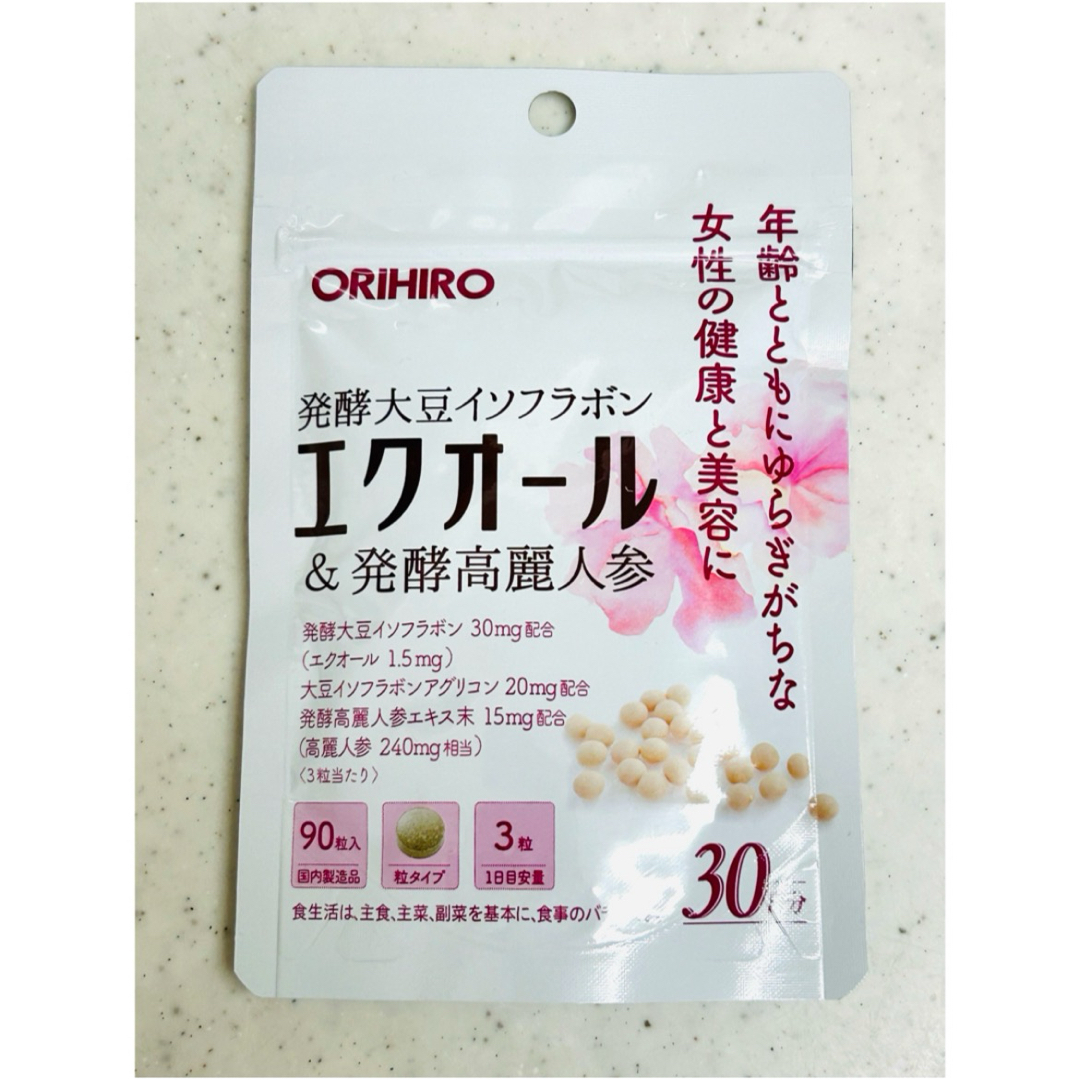 ORIHIRO
年齢とともにゆらぎがちな
女性の健康と美容に
発酵大豆イソフラボン
エクオール
&発酵高麗人参
発酵大豆イソフラボン 30mg配合
(エクオール 1.5mg)
大豆イソフラボンアグリコン 20mg配合
発酵高麗人参エキス末 15mg配合
(高麗人参 240mg相当)
〈3粒当たり〉
90粒入
国内製造品
粒タイプ
3粒
1日目安量
30日分
食生活は、主食、主菜、副菜を基本に、食事のバラ